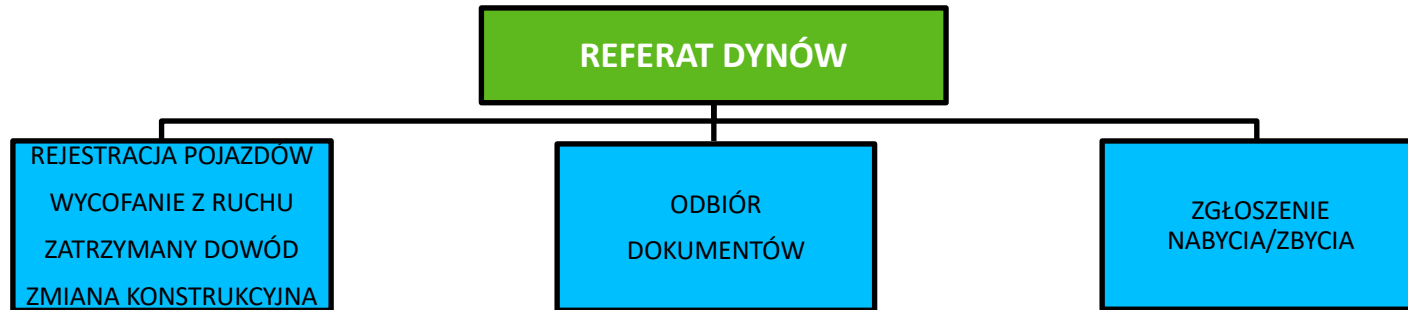 REFERAT DYNÓW
REJESTRACJA POJAZDÓW
WYCOFANIE Z RUCHU
ZATRZYMANY DOWÓD
ZMIANA KONSTRUKCYJNA
ODBIÓR
DOKUMENTÓW
ZGŁOSZENIE
NABYCIA/ZBYCIA